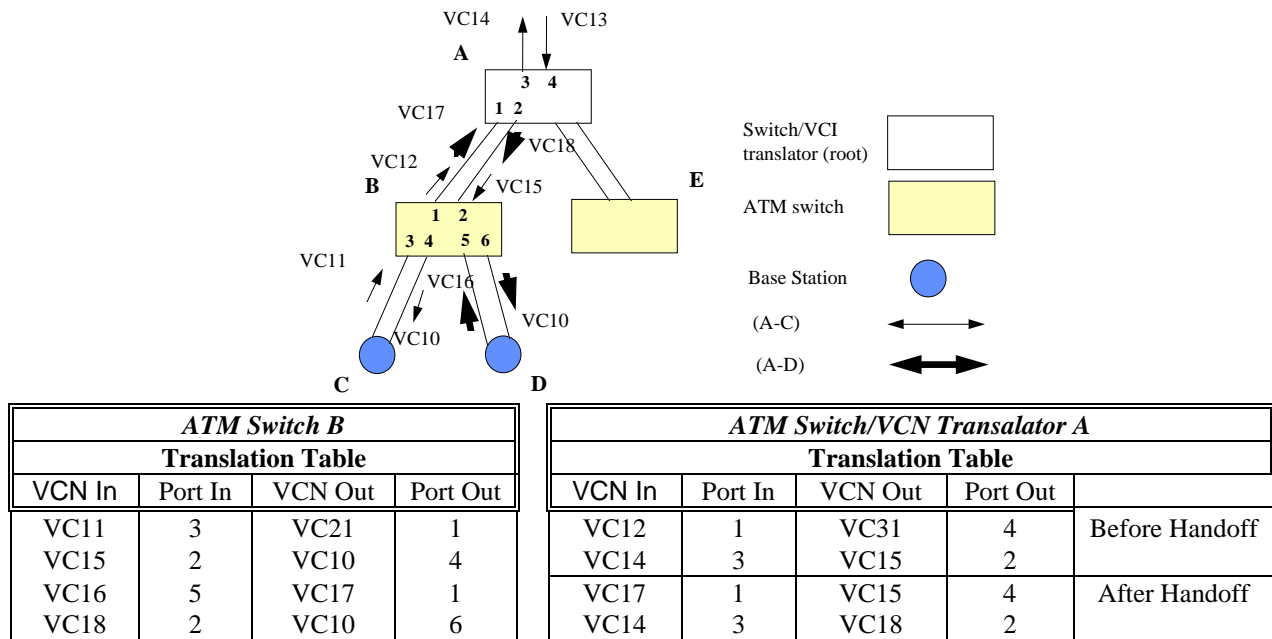 VC14 VC13
A
3 4
1 2
VC17
VC18
VC12
B
VC15
E
1 2
3 4 5 6
VC11
VC16
VC10
VC10
C
D
Switch/VCI
translator (root)
ATM switch
Base Station
(A-C)
(A-D)
ATM Switch B
Translation Table
VCN In Port In VCN Out Port Out
VC11 3 VC21 1
VC15 2 VC10 4
VC16 5 VC17 1
VC18 2 VC10 6
ATM Switch/VCN Transalator A
Translation Table
VCN In Port In VCN Out Port Out
VC12 1 VC31 4 Before Handoff
VC14 3 VC15 2
VC17 1 VC15 4 After Handoff
VC14 3 VC18 2